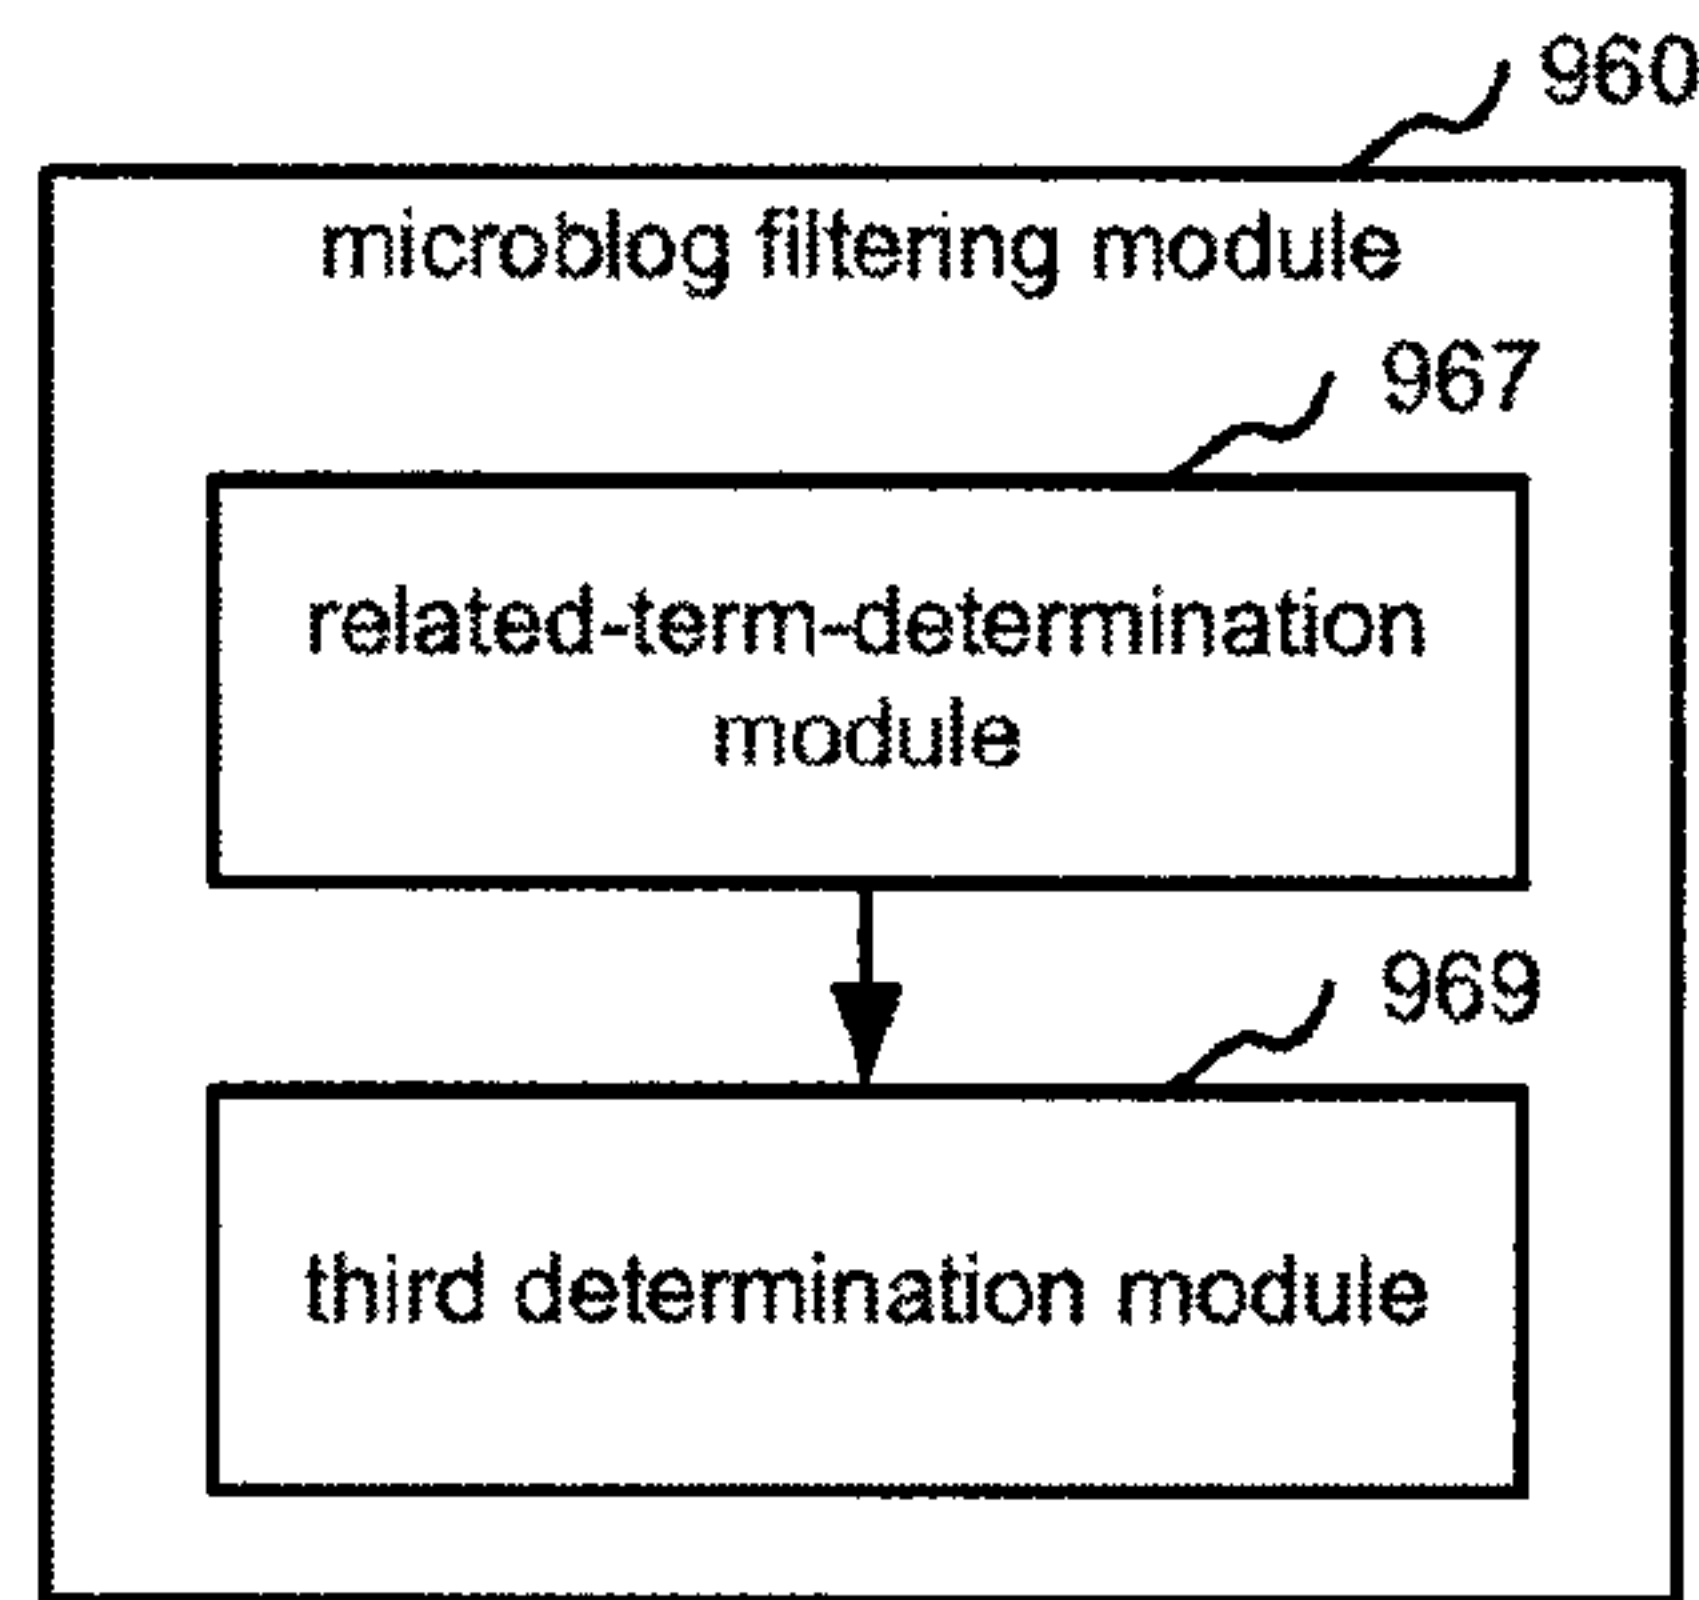 960
microblog filtering module
967
related-term-determination
module
969
third determination module